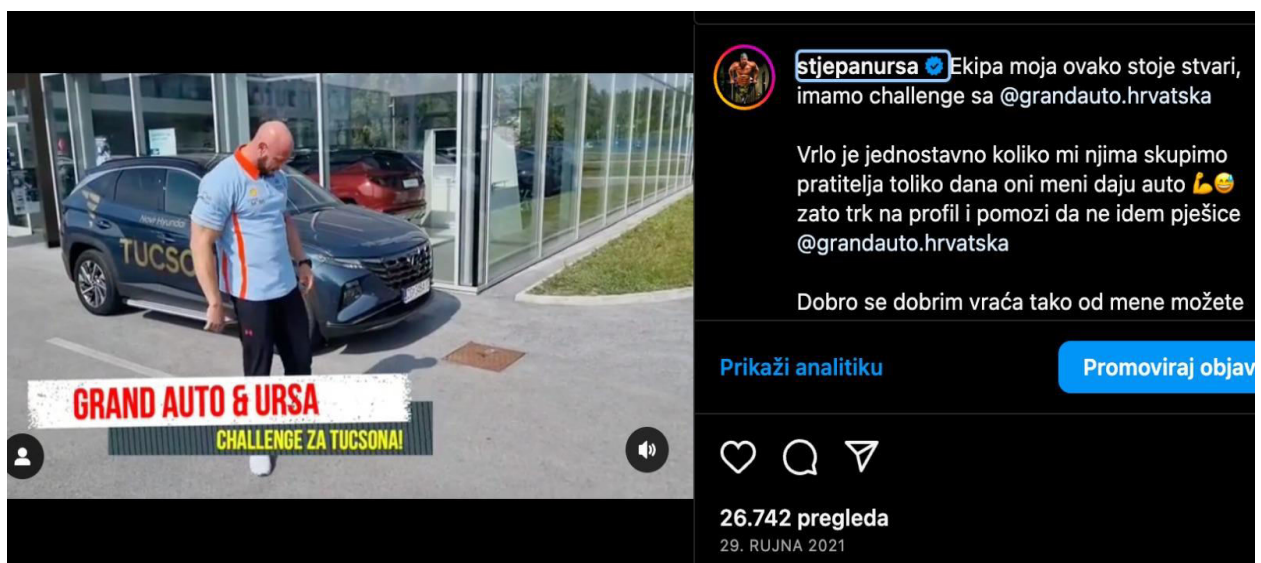 Novi Hyundai
TUCSO
GRAND AUTO & URSA
CHALLENGE ZA TUCSONA!
stjepanursa Ekipa moja ovako stoje stvari,
imamo challenge sa @grandauto.hrvatska
Vrlo je jednostavno koliko mi njima skupimo
pratitelja toliko dana oni meni daju auto 💪😅
zato trk na profil i pomozi da ne idem pješice
@grandauto.hrvatska
Dobro se dobrim vraća tako od mene možete
Prikaži analitiku
Promoviraj objav
26.742 pregleda
29. RUJNA 2021